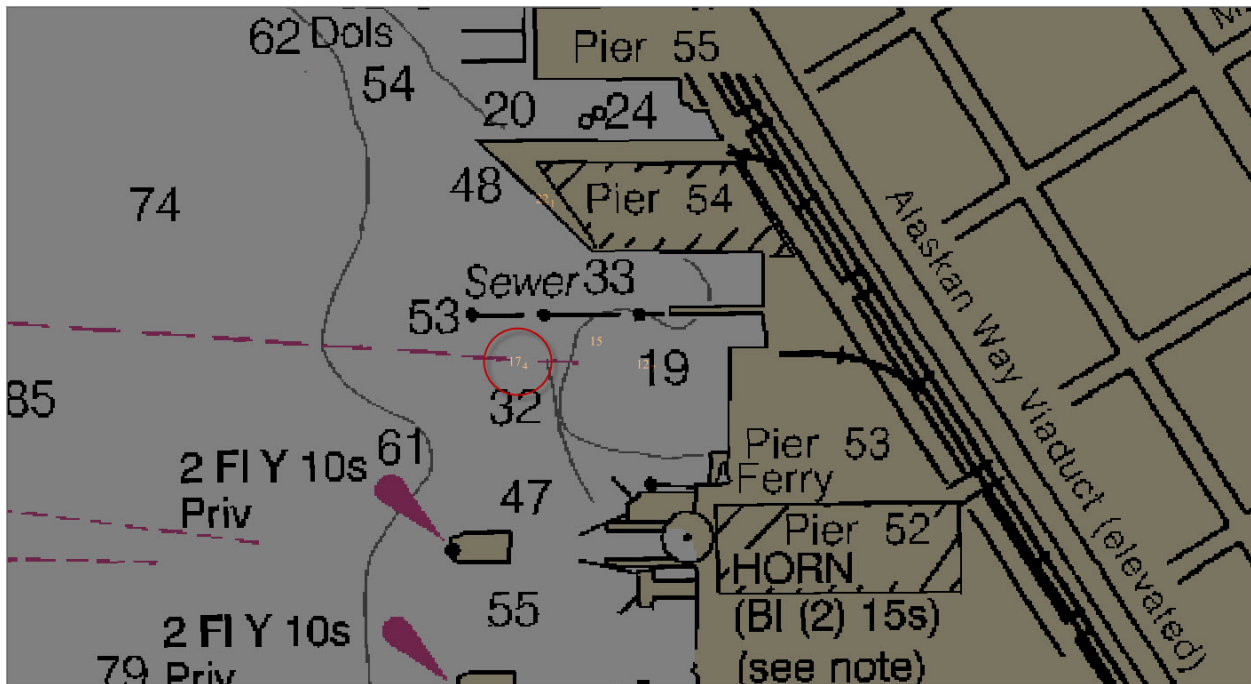 62 Dols
54
Pier 55
20
24
74
48
Pier 54
Sewer
33
53
17₄
15
19
85
32
61
Pier 53
Ferry
2 Fl Y 10s
Priv
47
Pier 52
HORN
(Bl (2) 15s)
(see note)
55
2 Fl Y 10s
Priv
79
Alaskan Way Viaduct (elevated)